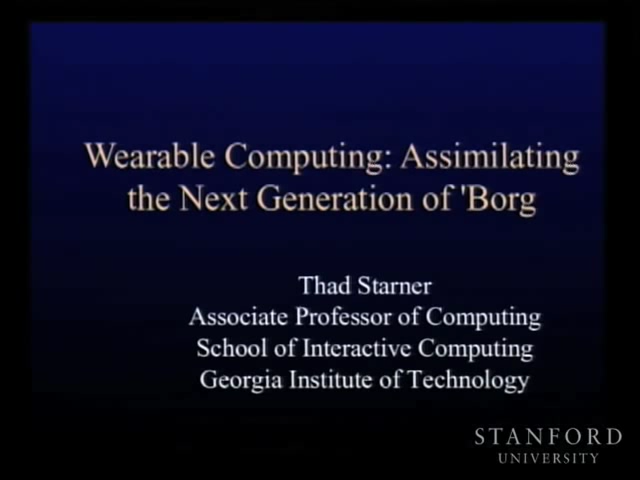 Wearable Computing: Assimilating
the Next Generation of 'Borg
Thad Starner
Associate Professor of Computing
School of Interactive Computing
Georgia Institute of Technology
STANFORD
UNIVERSITY